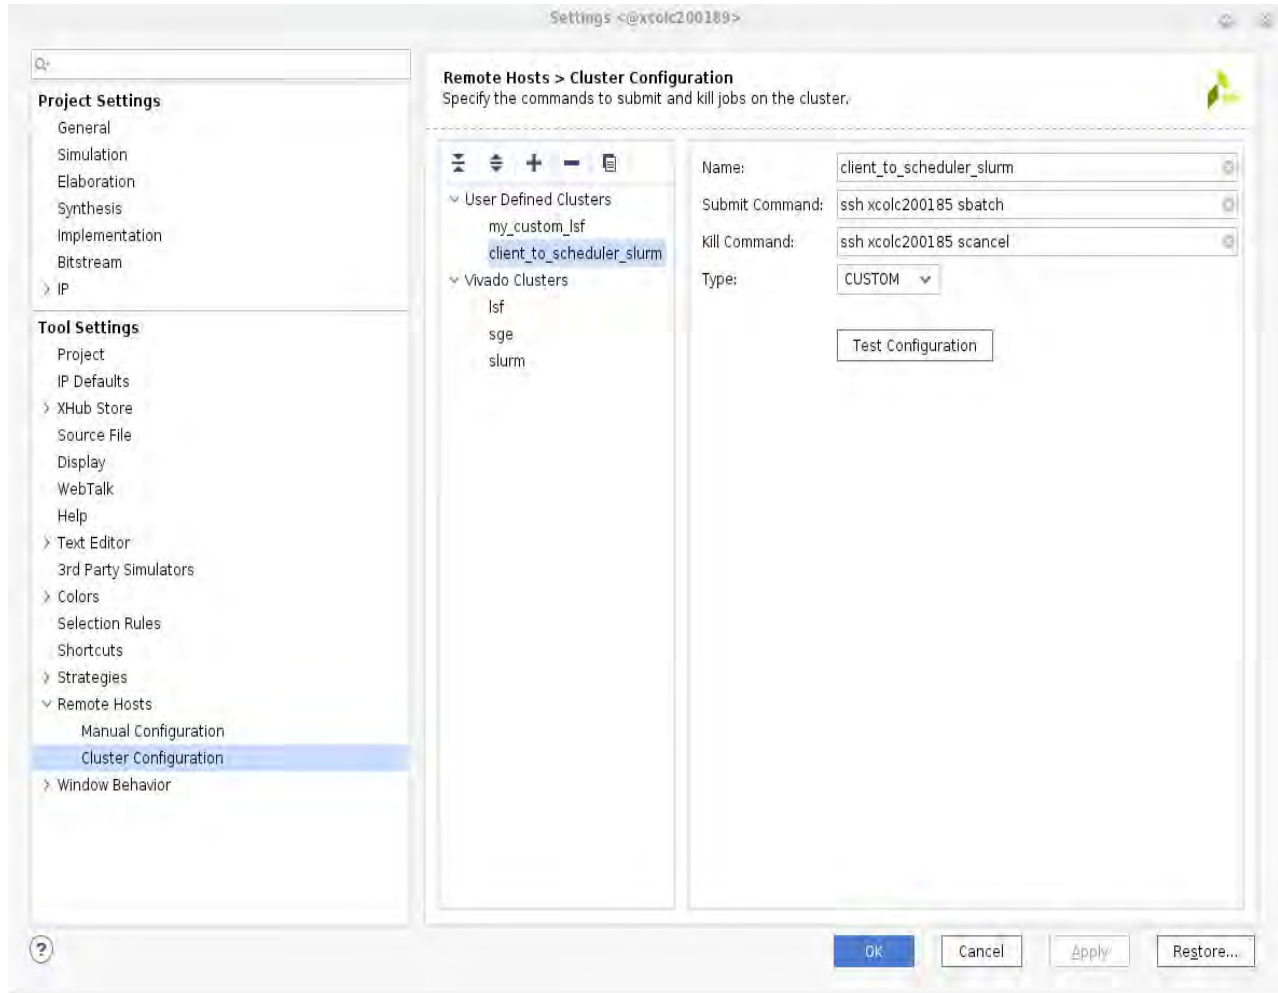 Settings <@xcolc200189>
Project Settings
General
Simulation
Elaboration
Synthesis
Implementation
Bitstream
IP
Tool Settings
Project
IP Defaults
XHub Store
Source File
Display
WebTalk
Help
Text Editor
3rd Party Simulators
Colors
Selection Rules
Shortcuts
Strategies
Remote Hosts
Manual Configuration
Cluster Configuration
Window Behavior
Remote Hosts > Cluster Configuration
Specify the commands to submit and kill jobs on the cluster.
User Defined Clusters
my_custom_lsf
client_to_scheduler_slurm
Vivado Clusters
lsf
sge
slurm
Name: client_to_scheduler_slurm
Submit Command: ssh xcolc200185 sbatch
Kill Command: ssh xcolc200185 scancel
Type: CUSTOM
Test Configuration
?
OK Cancel Apply Restore...